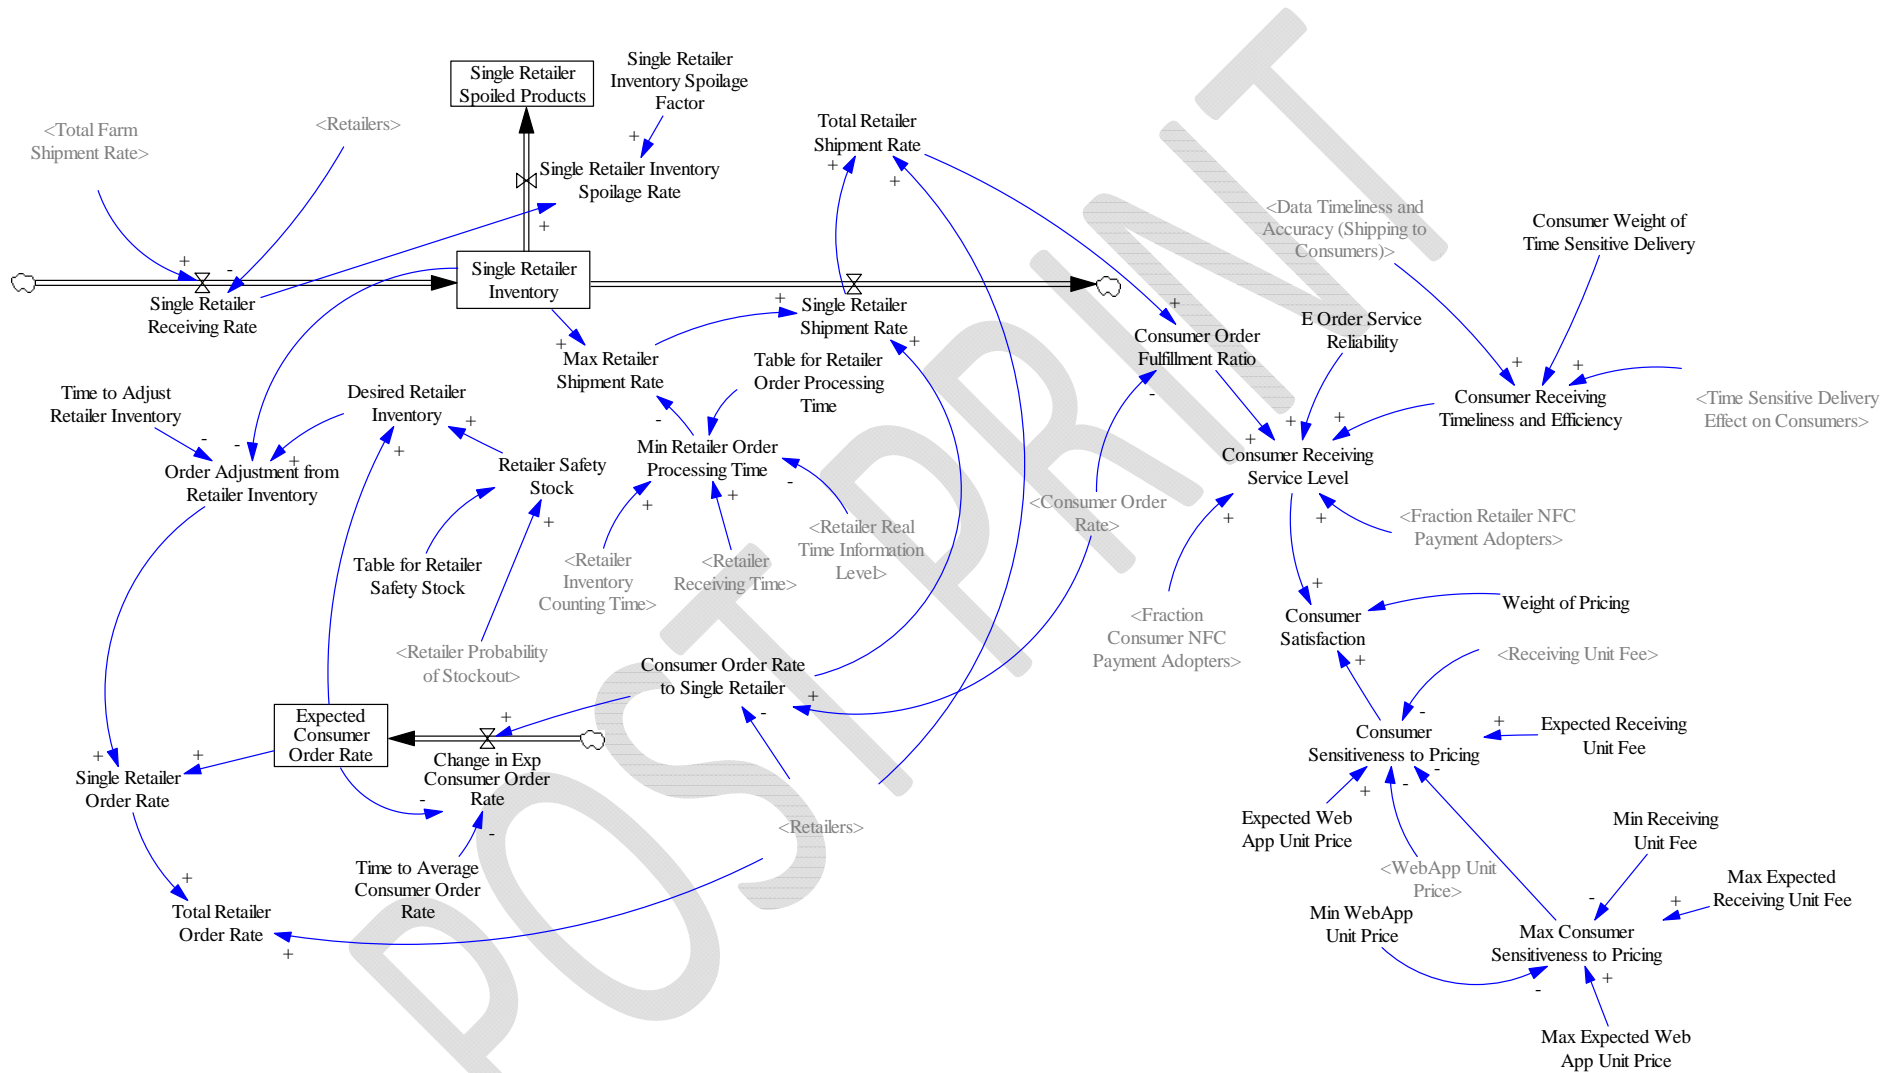 Single Retailer
Spoiled Products
Single Retailer
Inventory Spoilage
Factor
<Total Farm
Shipment Rate>
<Retailers>
Total Retailer
Shipment Rate
+
+
+
Single Retailer Inventory
Spoilage Rate
+
+
<Data Timeliness and
Accuracy (Shipping to
Consumers)>
Consumer Weight of
Time Sensitive Delivery
+
-
Single Retailer
Inventory
Single Retailer
Receiving Rate
+
Single Retailer
Shipment Rate
+
+
+
Max Retailer
Shipment Rate
Table for Retailer
Order Processing
Time
Consumer Order
Fulfillment Ratio
-
E Order Service
Reliability
+
+
Consumer Receiving
Timeliness and Efficiency
<Time Sensitive Delivery
Effect on Consumers>
Time to Adjust
Retailer Inventory
Desired Retailer
Inventory
-
-
+
+
+
-
Order Adjustment from
Retailer Inventory
Retailer Safety
Stock
Min Retailer Order
Processing Time
+
+
+
Consumer Receiving
Service Level
+
+
+
-
<Consumer Order
Rate>
+
+
<Fraction Retailer NFC
Payment Adopters>
Table for Retailer
Safety Stock
<Retailer
Inventory
Counting Time>
<Retailer
Receiving Time>
<Retailer Real
Time Information
Level>
<Fraction
Consumer NFC
Payment Adopters>
+
Consumer
Satisfaction
Weight of Pricing
<Retailer Probability
of Stockout>
Consumer Order Rate
to Single Retailer
+
-
+
<Receiving Unit Fee>
Expected
Consumer
Order Rate
+
Change in Exp
Consumer Order
Rate
-
-
-
+
Consumer
Sensitiveness to Pricing
Expected Receiving
Unit Fee
+
+
Single Retailer
Order Rate
+
-
-
Expected Web
App Unit Price
<Retailers>
Min Receiving
Unit Fee
Time to Average
Consumer Order
Rate
<WebApp Unit
Price>
+
Total Retailer
Order Rate
+
Min WebApp
Unit Price
-
+
Max Expected
Receiving Unit Fee
Max Consumer
Sensitiveness to Pricing
-
+
Max Expected Web
App Unit Price
POST PRINT